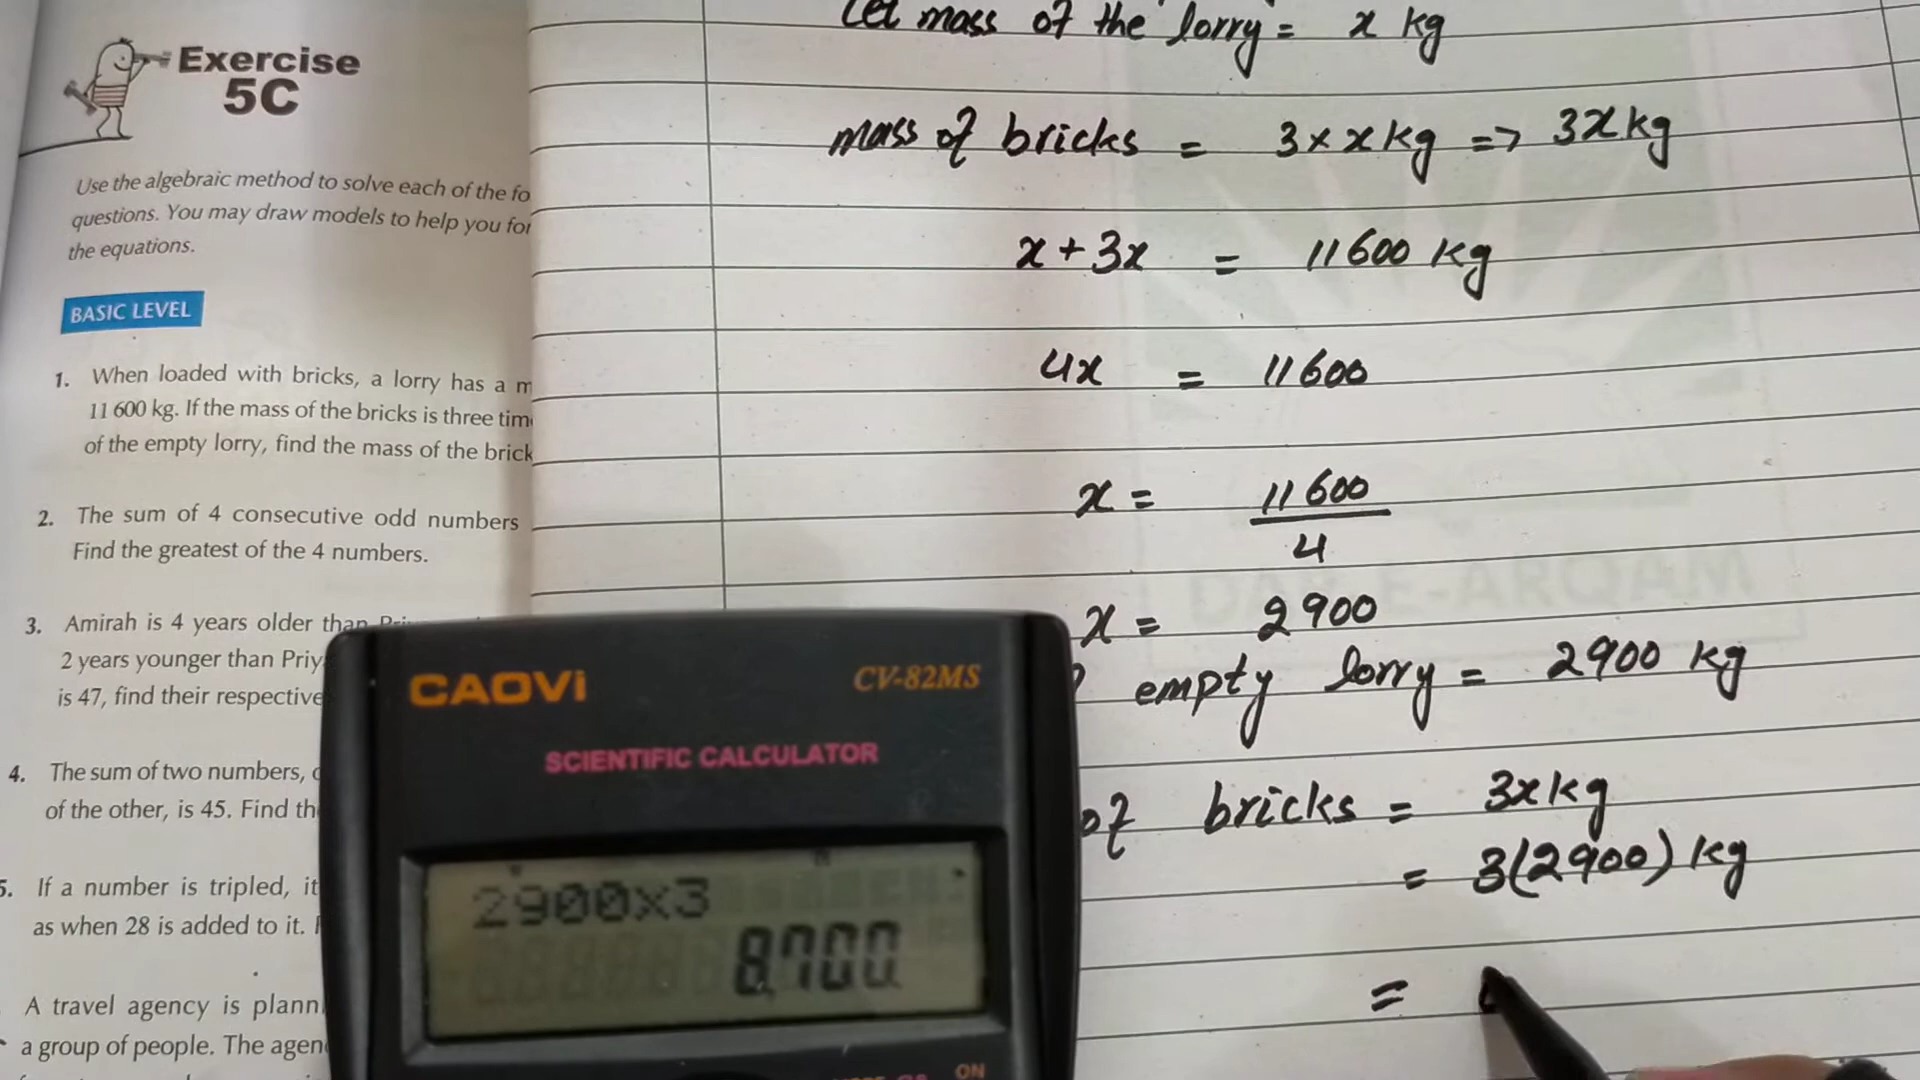 Exercise
5C
Use the algebraic method to solve each of the fo
questions. You may draw models to help you for
the equations.
BASIC LEVEL
1. When loaded with bricks, a lorry has a m
11 600 kg. If the mass of the bricks is three tim
of the empty lorry, find the mass of the brick
2. The sum of 4 consecutive odd numbers
Find the greatest of the 4 numbers.
3. Amirah is 4 years older than
2 years younger than Priy
is 47, find their respective
4. The sum of two numbers,
of the other, is 45. Find th
5. If a number is tripled, it
as when 28 is added to it.
A travel agency is plann
a group of people. The agen
Let mass of the lorry = x kg
mass of bricks = 3 × x kg => 3x kg
x + 3x = 11600 kg
4x = 11600
x = 11600
4
x = 2900
empty lorry = 2900 kg
of bricks = 3x kg
= 3(2900) kg
=
CAOVi CV-82MS
SCIENTIFIC CALCULATOR
2900x3
8,700.
ON